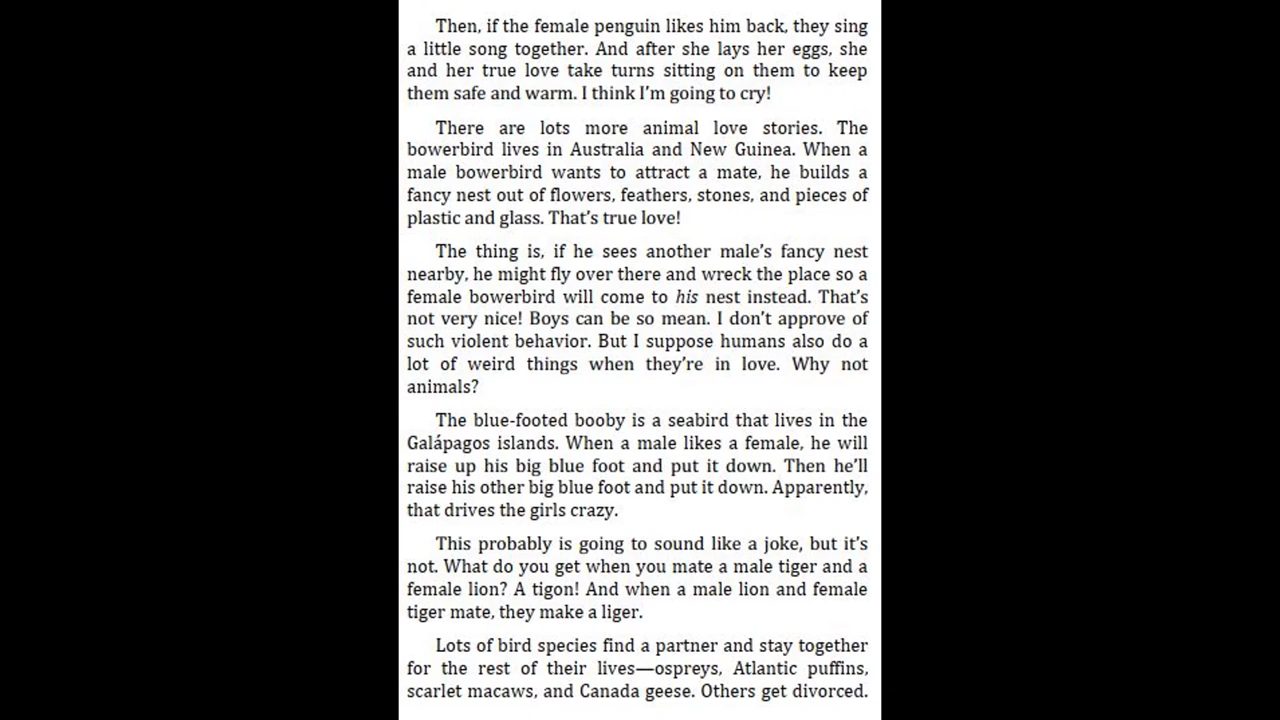 Then, if the female penguin likes him back, they sing
a little song together. And after she lays her eggs, she
and her true love take turns sitting on them to keep
them safe and warm. I think I'm going to cry!
There are lots more animal love stories. The
bowerbird lives in Australia and New Guinea. When a
male bowerbird wants to attract a mate, he builds a
fancy nest out of flowers, feathers, stones, and pieces of
plastic and glass. That's true love!
The thing is, if he sees another male's fancy nest
nearby, he might fly over there and wreck the place so a
female bowerbird will come to his nest instead. That's
not very nice! Boys can be so mean. I don't approve of
such violent behavior. But I suppose humans also do a
lot of weird things when they're in love. Why not
animals?
The blue-footed booby is a seabird that lives in the
Galápagos islands. When a male likes a female, he will
raise up his big blue foot and put it down. Then he'll
raise his other big blue foot and put it down. Apparently,
that drives the girls crazy.
This probably is going to sound like a joke, but it's
not. What do you get when you mate a male tiger and a
female lion? A tigon! And when a male lion and female
tiger mate, they make a liger.
Lots of bird species find a partner and stay together
for the rest of their lives—ospreys, Atlantic puffins,
scarlet macaws, and Canada geese. Others get divorced.